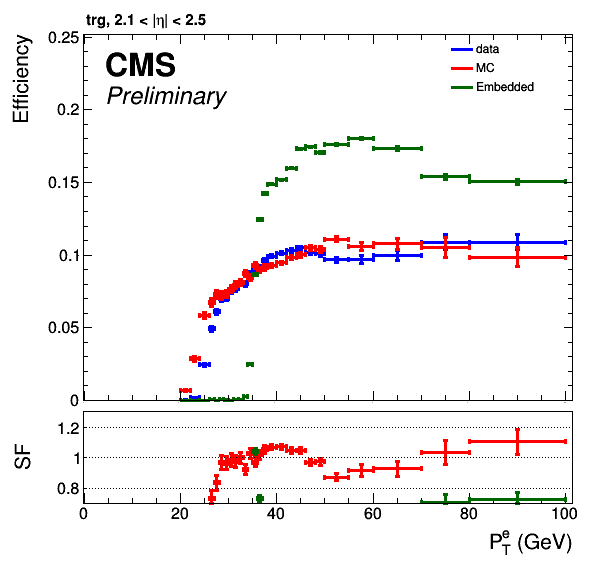 trg, 2.1 < |η| < 2.5
CMS
Preliminary
data
MC
Embedded
Efficiency
0.25
0.2
0.15
0.1
0.05
0
SF
1.2
1
0.8
0 20 40 60 80 100
P_T^e (GeV)